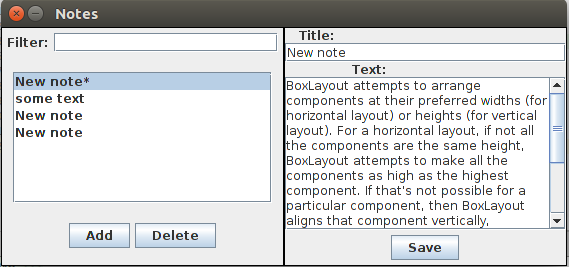 Notes
Filter:
New note*
some text
New note
New note
Add
Delete
Title:
New note
Text:
BoxLayout attempts to arrange
components at their preferred widths (for
horizontal layout) or heights (for vertical
layout). For a horizontal layout, if not all
the components are the same height,
BoxLayout attempts to make all the
components as high as the highest
component. If that's not possible for a
particular component, then BoxLayout
aligns that component vertically,
Save